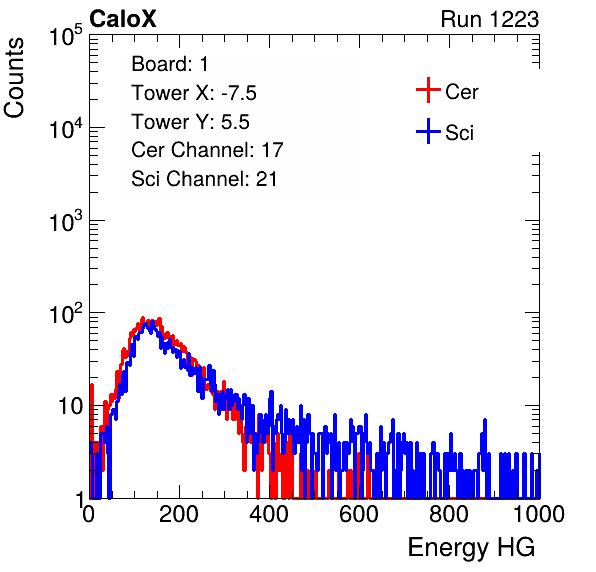 CaloX Run 1223
Counts
10^5
10^4
10^3
10^2
10
1
Board: 1
Tower X: -7.5
Tower Y: 5.5
Cer Channel: 17
Sci Channel: 21
Cer
Sci
0 200 400 600 800 1000
Energy HG